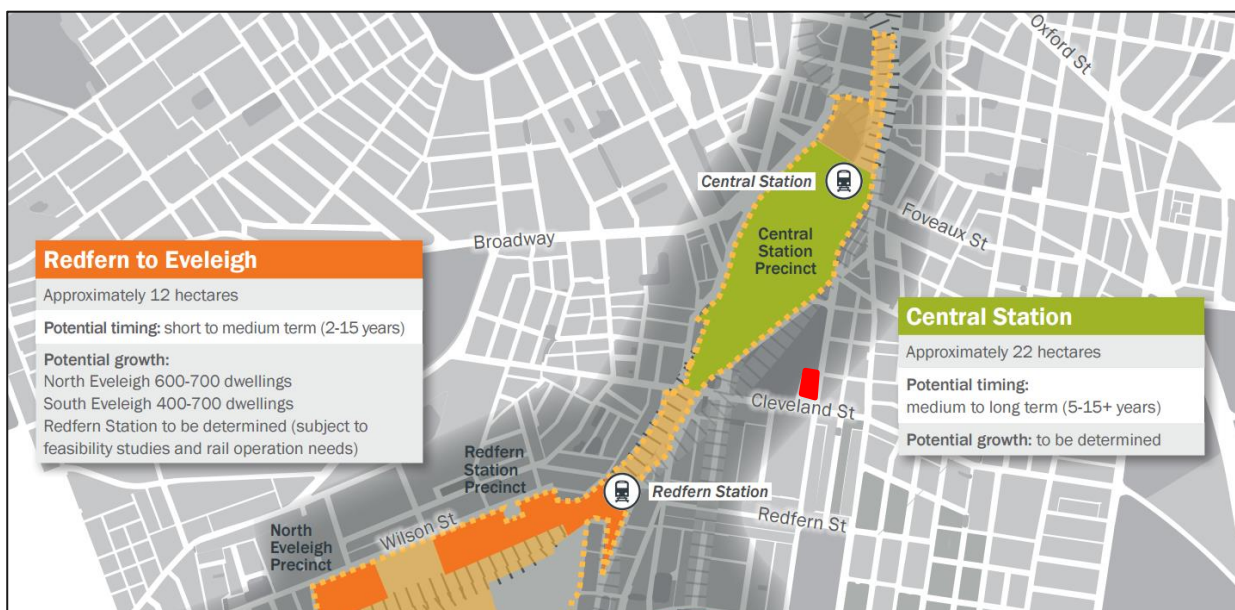 Oxford St
Central Station
Foveaux St
Central
Station
Precinct
Broadway
Redfern to Eveleigh
Approximately 12 hectares
Potential timing: short to medium term (2-15 years)
Potential growth:
North Eveleigh 600-700 dwellings
South Eveleigh 400-700 dwellings
Redfern Station to be determined (subject to
feasibility studies and rail operation needs)
Central Station
Approximately 22 hectares
Potential timing:
medium to long term (5-15+ years)
Potential growth: to be determined
Cleveland St
Redfern
Station
Precinct
Redfern Station
Redfern St
Wilson St
North
Eveleigh
Precinct